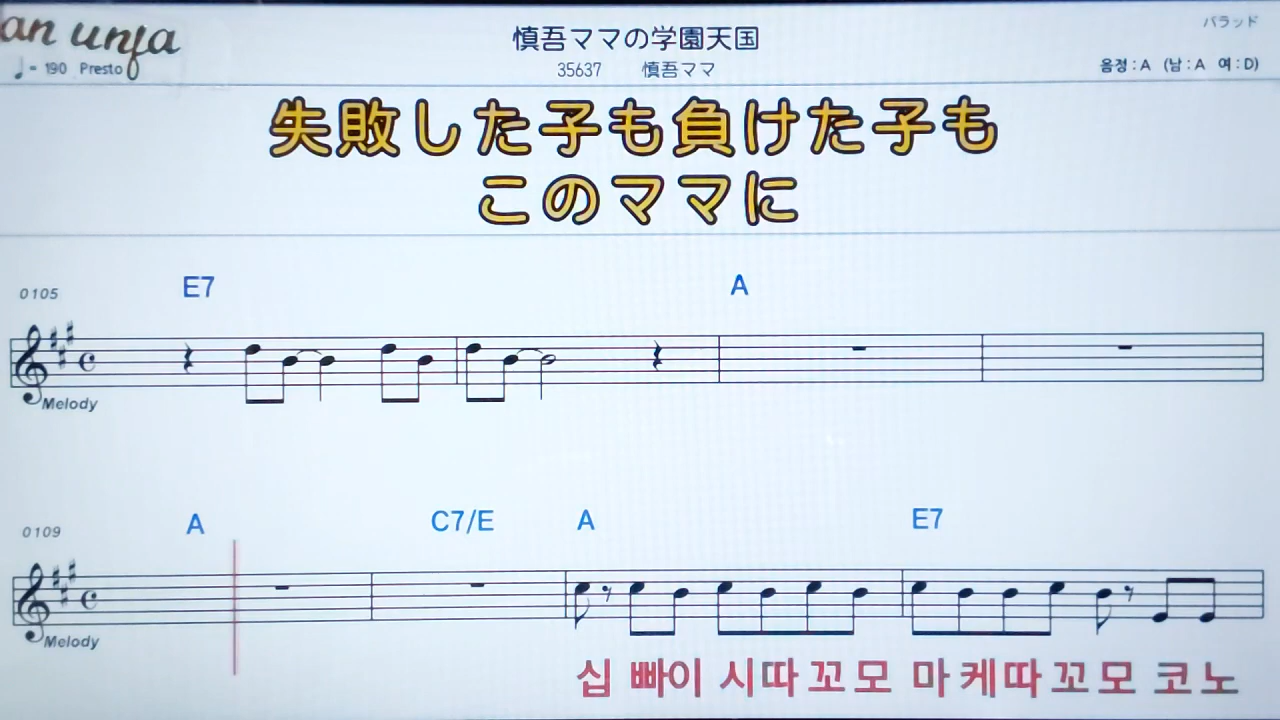 an unja
♩= 190 Presto
慎吾ママの学園天国
35637 慎吾ママ
バラッド
음정 : A (남 : A 여 : D)
失敗した子も負けた子も
このママに
0105 E7 A
Melody
0109 A C7/E A E7
Melody
십 빠이 시따꼬모 마케따꼬모 코노